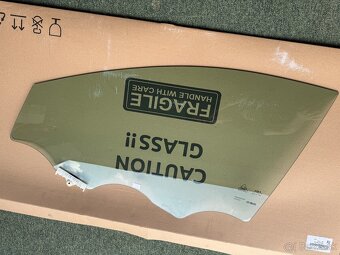 FRAGILE
HANDLE WITH CARE
CAUTION
GLASS!!